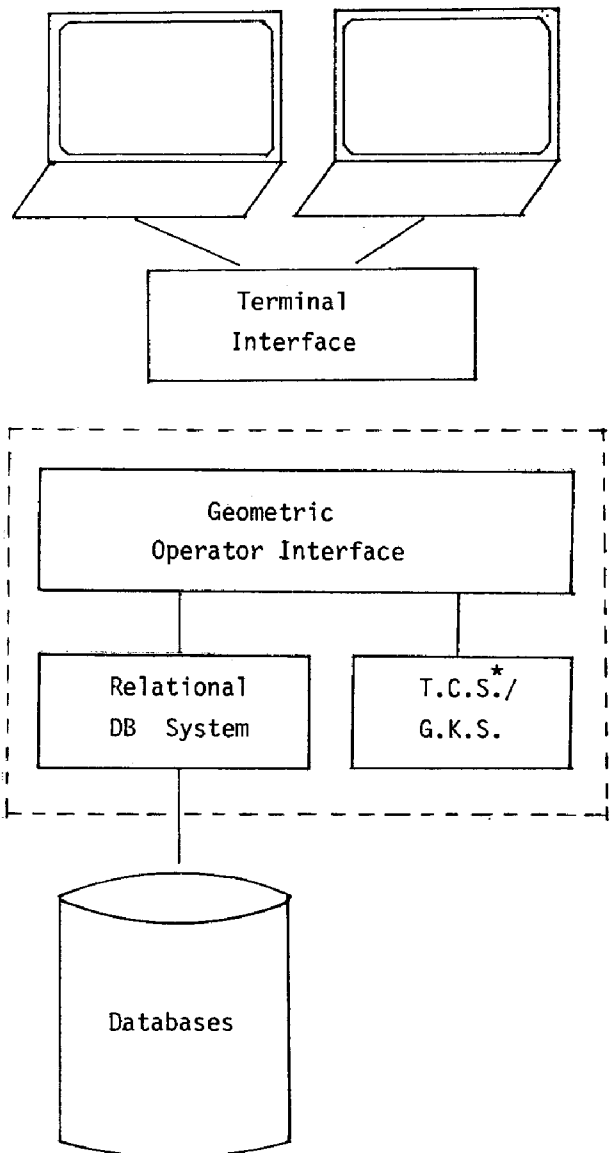 Terminal
Interface
Geometric
Operator Interface
Relational
DB System
T.C.S.*/
G.K.S.
Databases